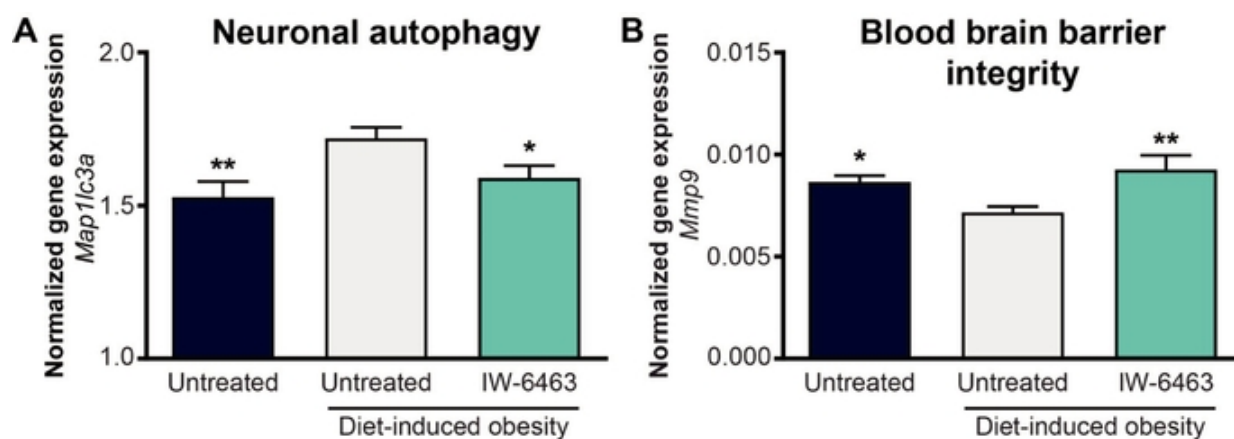 A
Neuronal autophagy
Normalized gene expression
Map1lc3a
2.0
1.5
1.0
**
*
Untreated
Untreated
IW-6463
Diet-induced obesity
B
Blood brain barrier
integrity
Normalized gene expression
Mmp9
0.015
0.010
0.005
0.000
*
**
Untreated
Untreated
IW-6463
Diet-induced obesity